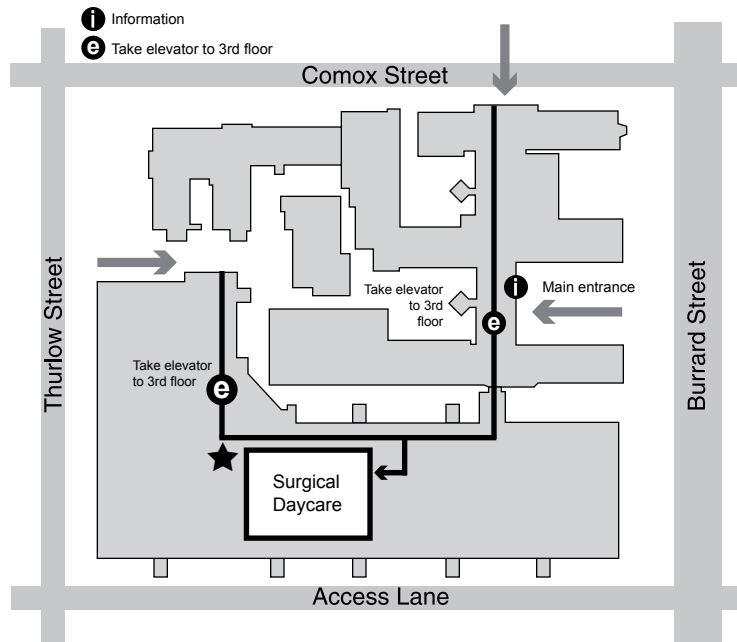 i Information
e Take elevator to 3rd floor
Comox Street
Thurlow Street
Burrard Street
Take elevator
to 3rd
floor
i Main entrance
e
Take elevator
to 3rd floor
e
Surgical
Daycare
Access Lane